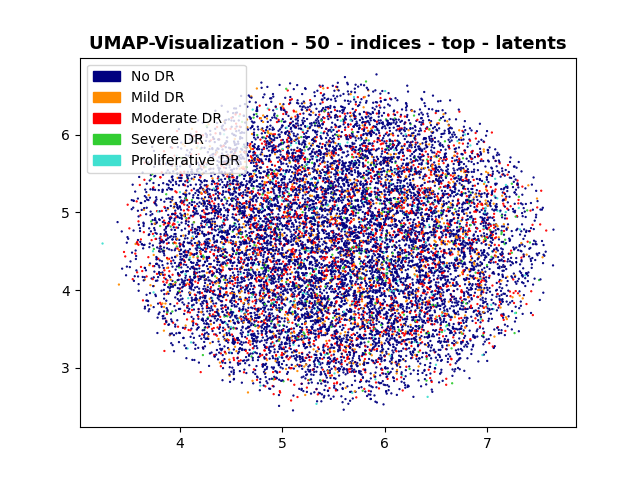 UMAP-Visualization - 50 - indices - top - latents
No DR
Mild DR
Moderate DR
Severe DR
Proliferative DR
6
5
4
3
4 5 6 7